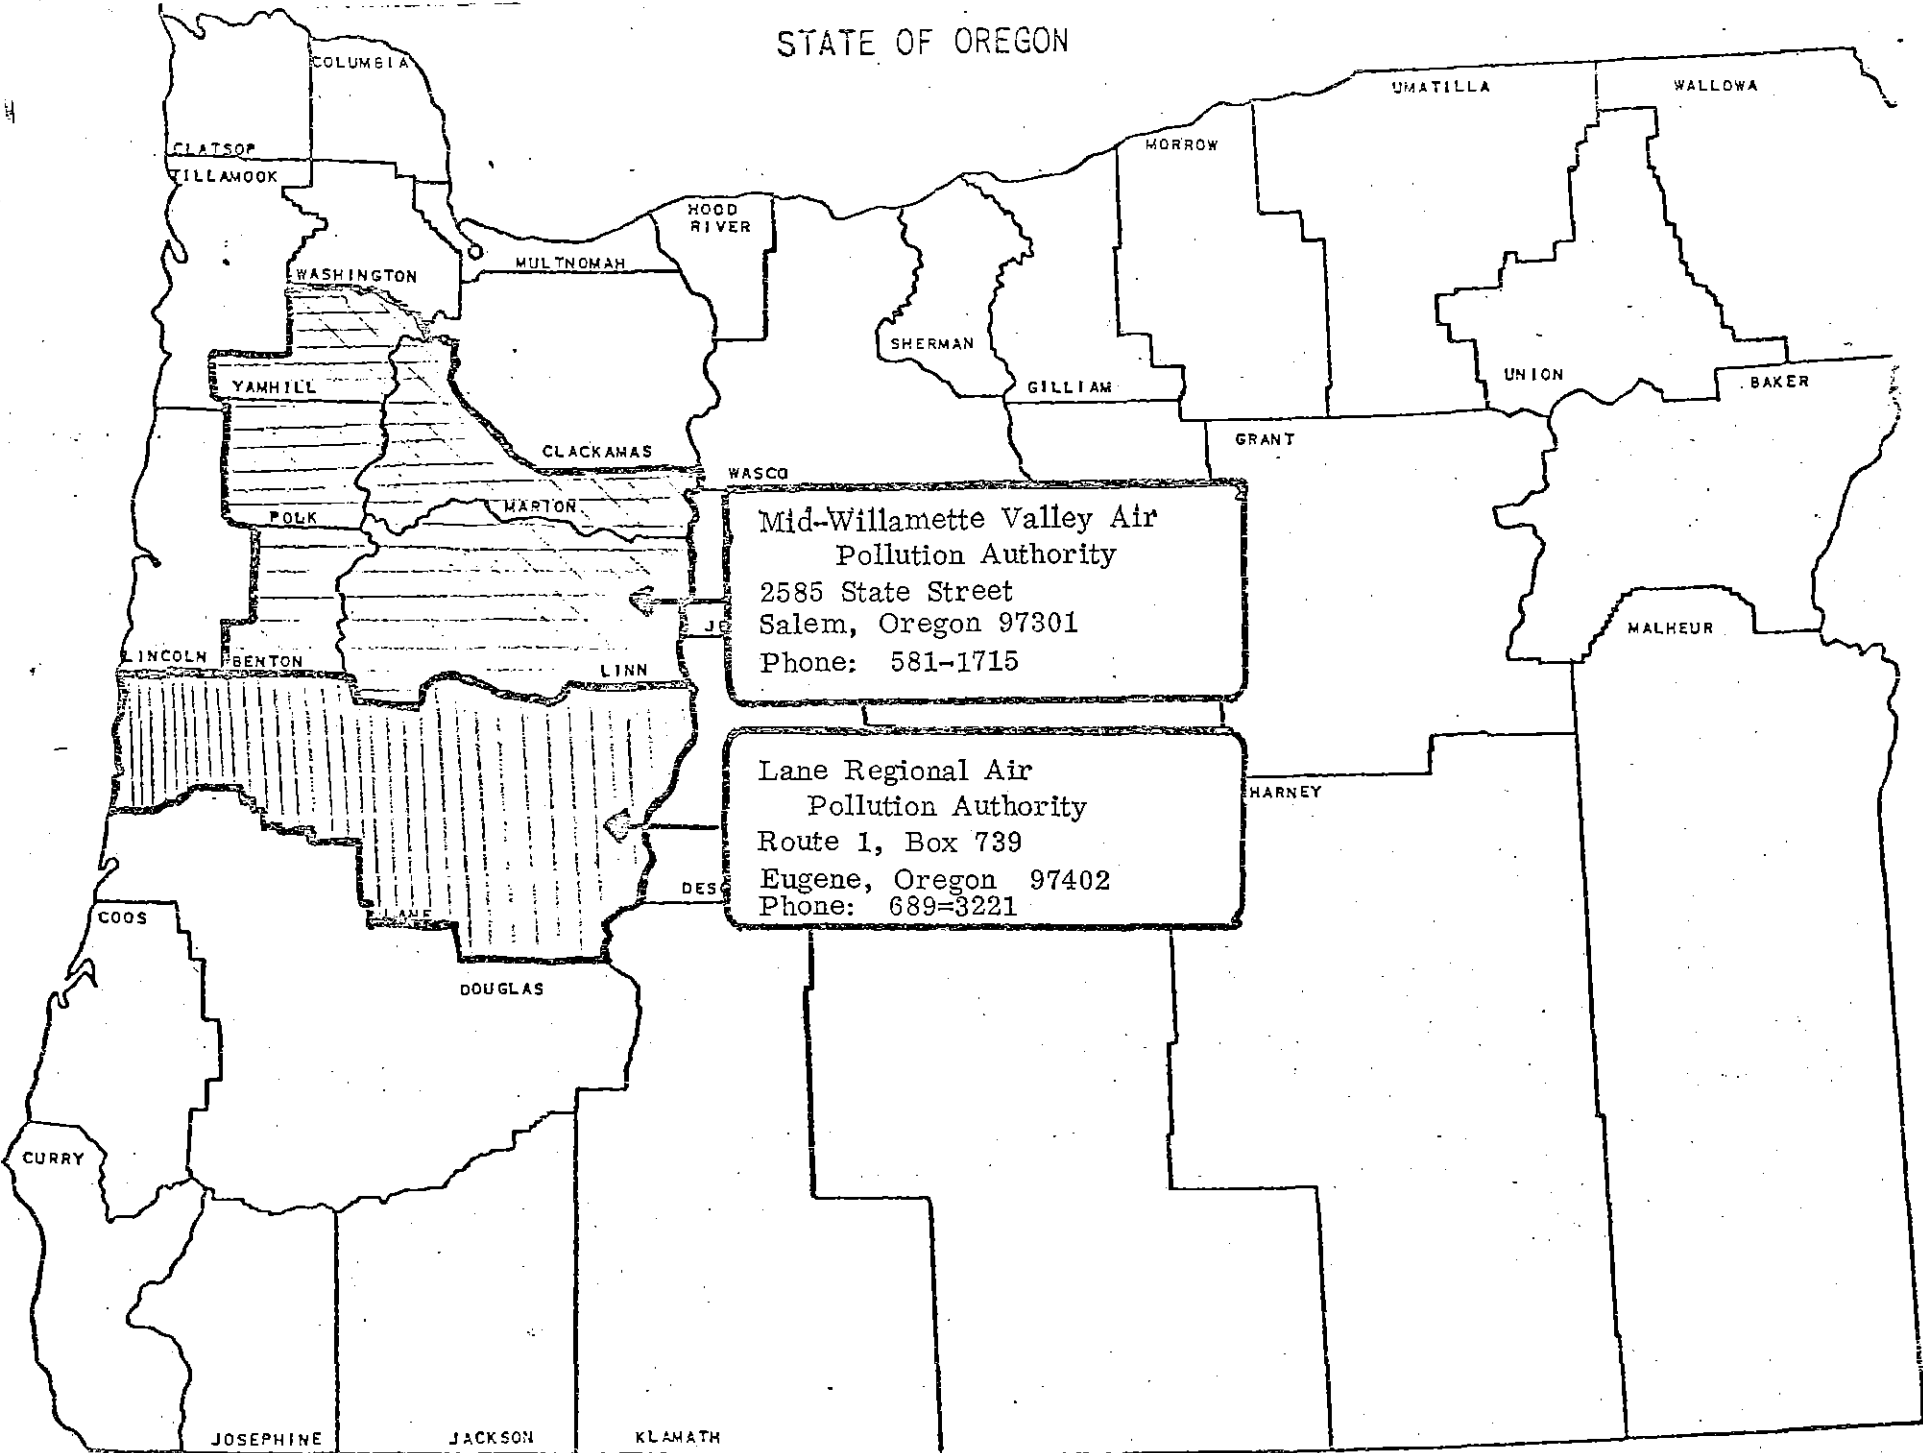 STATE OF OREGON
COLUMBIA
UMATILLA
WALLOWA
CLATSOP
MORROW
TILLAMOOK
HOOD
RIVER
MULTNOMAH
WASHINGTON
SHERMAN
UNION
BAKER
YAMHILL
GILLIAM
GRANT
CLACKAMAS
WASCO
MARION
POLK
Mid-Willamette Valley Air
Pollution Authority
2585 State Street
Salem, Oregon 97301
Phone: 581-1715
JE
MALHEUR
LINCOLN
BENTON
LINN
Lane Regional Air
Pollution Authority
Route 1, Box 739
Eugene, Oregon 97402
Phone: 689=3221
HARNEY
DESC
COOS
LANE
DOUGLAS
CURRY
JOSEPHINE
JACKSON
KLAMATH